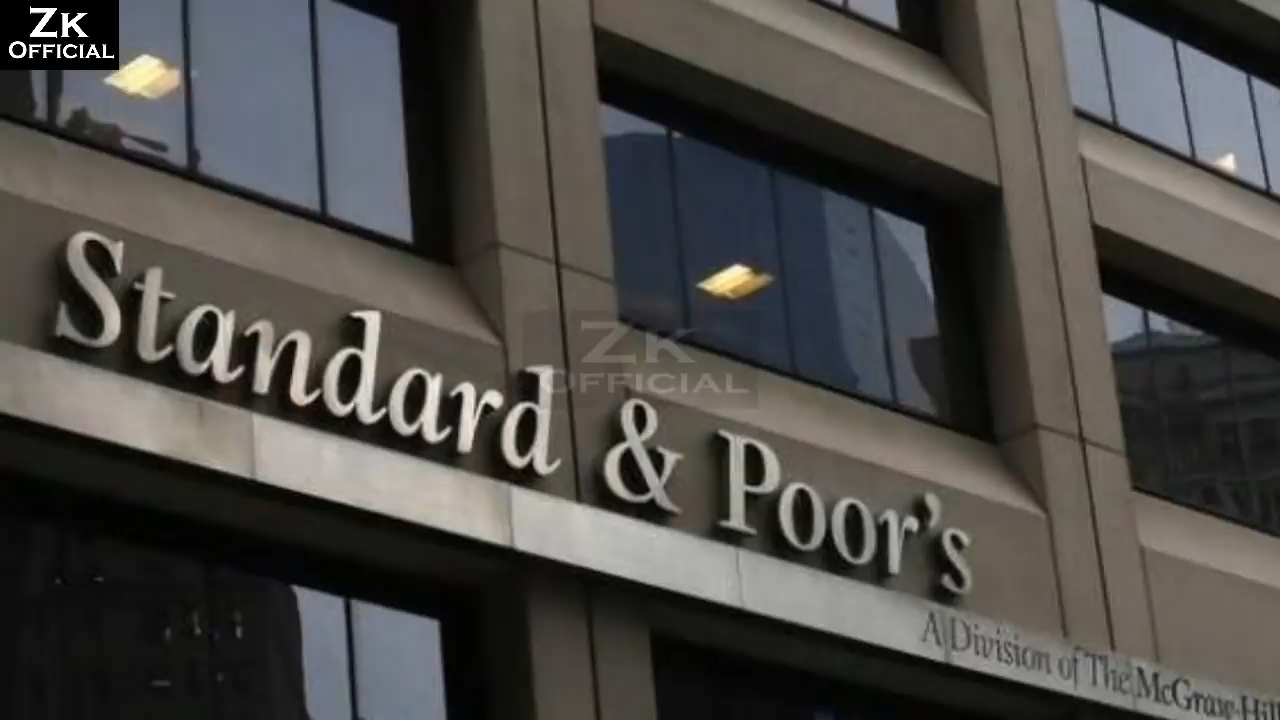 ZK
OFFICIAL
Standard & Poor's
ZK
OFFICIAL
A Division of The McGraw-Hill